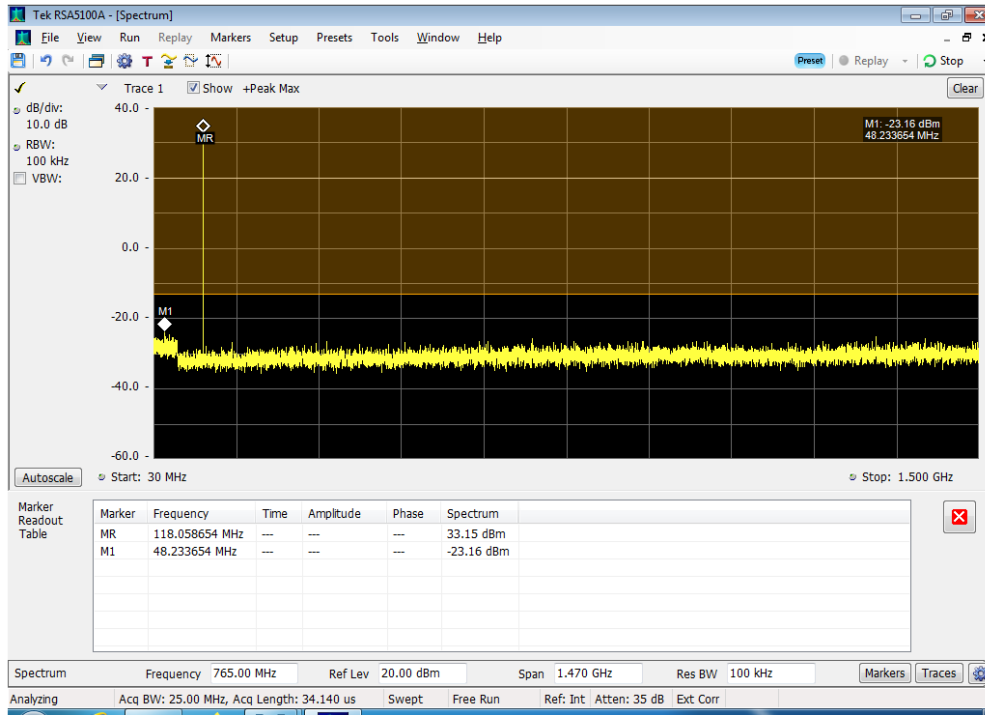 Tek RSA5100A - [Spectrum]
File View Run Replay Markers Setup Presets Tools Window Help
T
Preset Replay Stop
Trace 1 Show +Peak Max Clear
dB/div:
10.0 dB
RBW:
100 kHz
VBW:
40.0
20.0
0.0
-20.0
-40.0
-60.0
MR
M1
M1: -23.16 dBm
48.233654 MHz
Autoscale Start: 30 MHz Stop: 1.500 GHz
Marker
Readout
Table
Marker Frequency Time Amplitude Phase Spectrum
MR 118.058654 MHz --- --- --- 33.15 dBm
M1 48.233654 MHz --- --- --- -23.16 dBm
Spectrum Frequency 765.00 MHz Ref Lev 20.00 dBm Span 1.470 GHz Res BW 100 kHz Markers Traces
Analyzing Acq BW: 25.00 MHz, Acq Length: 34.140 us Swept Free Run Ref: Int Atten: 35 dB Ext Corr